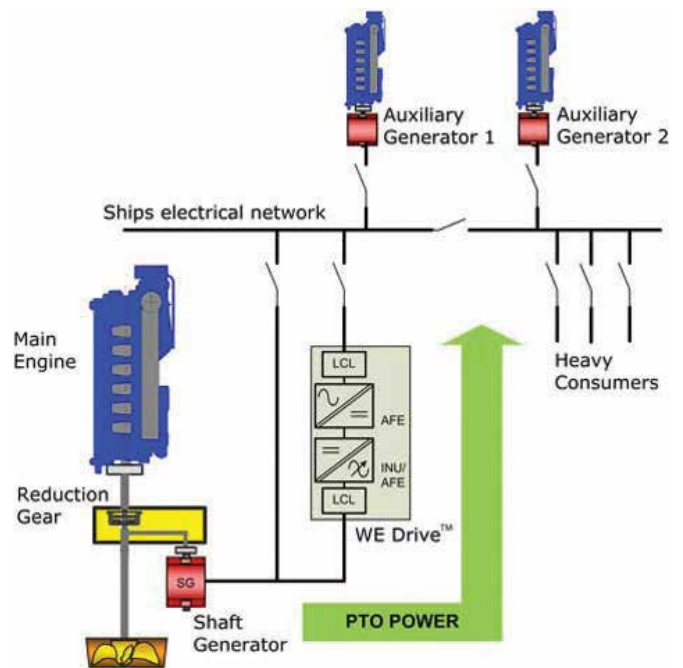 Auxiliary
Generator 1
Auxiliary
Generator 2
Ships electrical network
Main
Engine
Heavy
Consumers
LCL
AFE
INU/
AFE
LCL
WE Drive™
Reduction
Gear
SG
Shaft
Generator
PTO POWER